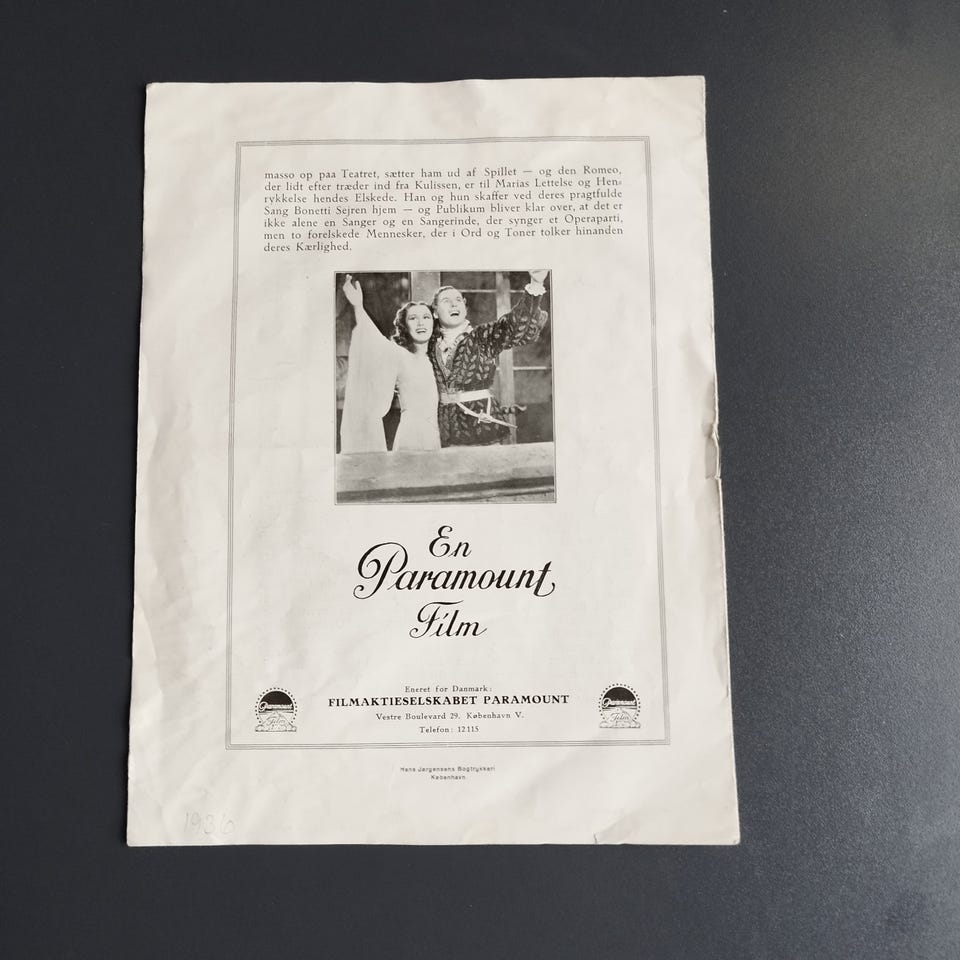 masso op paa Teatret, sætter ham ud af Spillet — og den Romeo,
der lidt efter træder ind fra Kulissen, er til Marias Lettelse og Hen-
rykkelse hendes Elskede. Han og hun skaffer ved deres pragtfulde
Sang Bonetti Sejren hjem — og Publikum bliver klar over, at det er
ikke alene en Sanger og en Sangerinde, der synger et Operaparti,
men to forelskede Mennesker, der i Ord og Toner tolker hinanden
deres Kærlighed.
En
Paramount
Film
Eneret for Danmark:
FILMAKTIESELSKABET PARAMOUNT
Vestre Boulevard 29. København V.
Telefon: 12115
Paramount
Film
Paramount
Film
Hans Jørgensens Bogtrykkeri
København
1936